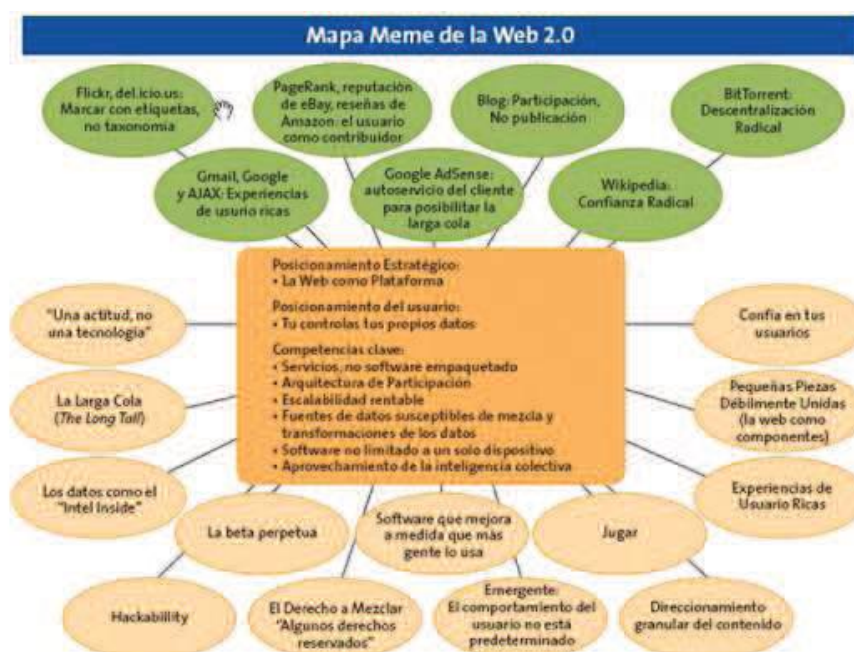 Mapa Meme de la Web 2.0
Flickr, del.icio.us:
Marcar con etiquetas,
no taxonomia
PageRank, reputación
de eBay, reseñas de
Amazon: el usuario
como contribuidor
Blog: Participación,
No publicación
BitTorrent:
Descentralización
Radical
Gmail, Google
y AJAX: Experiencias
de usurio ricas
Google AdSense:
autoservicio del cliente
para posibilitar la
larga cola
Wikipedia:
Confianza Radical
Posicionamiento Estratégico:
• La Web como Plataforma
Posicionamiento del usuario:
• Tu controlas tus propios datos
Competencias clave:
• Servicios, no software empaquetado
• Arquitectura de Participación
• Escalabilidad rentable
• Fuentes de datos susceptibles de mezcla y
transformaciones de los datos
• Software no limitado a un solo dispositivo
• Aprovechamiento de la inteligencia colectiva
"Una actitud, no
una tecnología"
La Larga Cola
(The Long Tail)
Los datos como el
"Intel Inside"
Confía en tus
usuarios
Pequeñas Piezas
Débilmente Unidas
(la web como
componentes)
Experiencias de
Usuario Ricas
La beta perpetua
Software que mejora
a medida que más
gente lo usa
Jugar
Hackabillity
El Derecho a Mezclar
"Algunos derechos
reservados"
Emergente:
El comportamiento del
usuario no está
predeterminado
Direccionamiento
granular del contenido